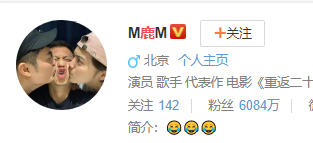 M鹿M V +关注
北京 个人主页
演员 歌手 代表作 电影《重返二十
关注 142 粉丝 6084万
简介: 😂😂😂